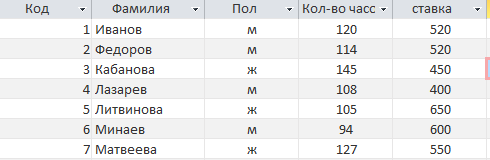 Код Фамилия Пол Кол-во часс ставка
1 Иванов м 120 520
2 Федоров м 114 520
3 Кабанова ж 145 450
4 Лазарев м 108 400
5 Литвинова ж 105 650
6 Минаев м 94 600
7 Матвеева ж 127 550